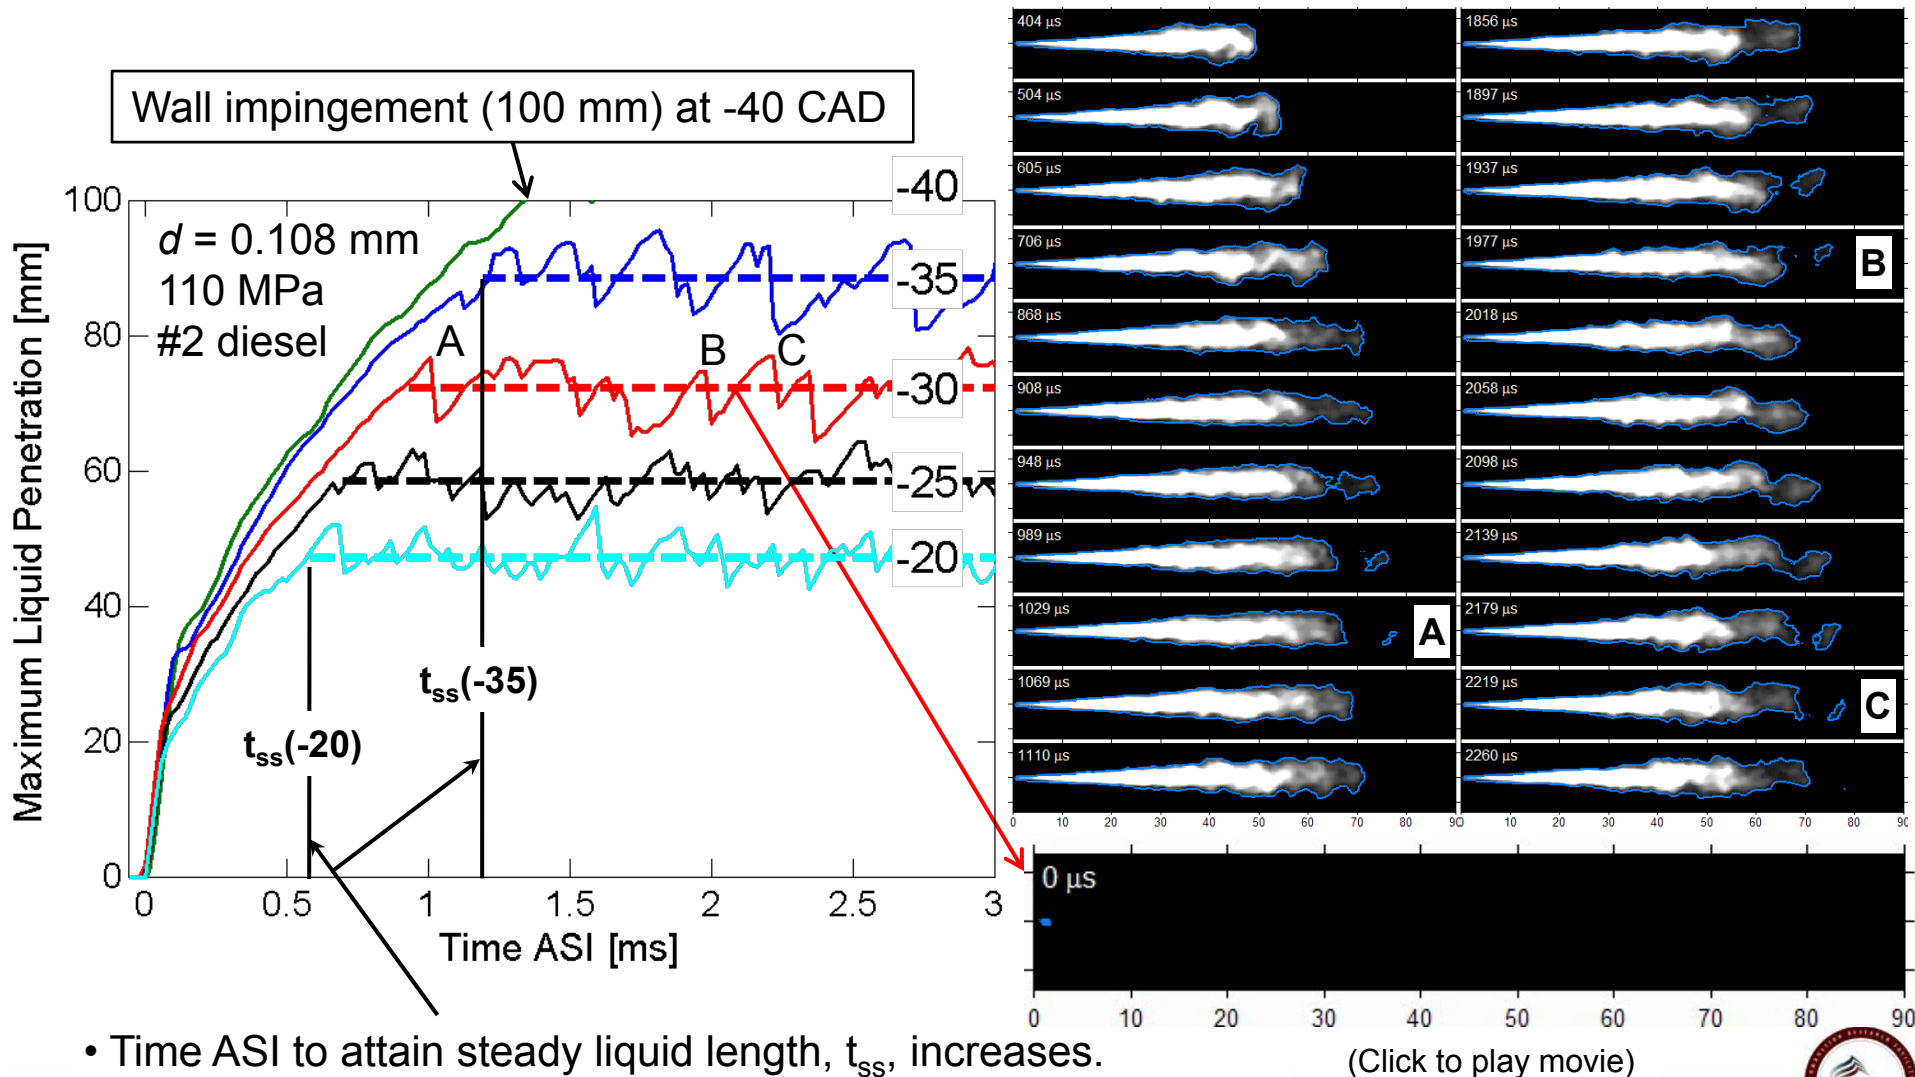 Wall impingement (100 mm) at -40 CAD
Maximum Liquid Penetration [mm]
100
80
60
40
20
0
d = 0.108 mm
110 MPa
#2 diesel
-40
-35
-30
-25
-20
A
B
C
tss(-35)
tss(-20)
0 0.5 1 1.5 2 2.5 3
Time ASI [ms]
• Time ASI to attain steady liquid length, tss, increases.
404 µs
504 µs
605 µs
706 µs
868 µs
908 µs
948 µs
989 µs
1029 µs
A
1069 µs
1110 µs
0 10 20 30 40 50 60 70 80 90
1856 µs
1897 µs
1937 µs
1977 µs
B
2018 µs
2058 µs
2098 µs
2139 µs
2179 µs
2219 µs
C
2260 µs
10 20 30 40 50 60 70 80 90
0 µs
0 10 20 30 40 50 60 70 80 90
(Click to play movie)